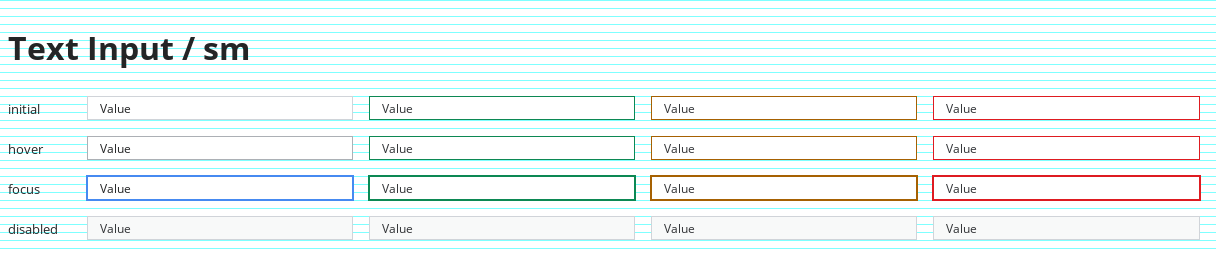 Text Input / sm
initial Value Value Value Value
hover Value Value Value Value
focus Value Value Value Value
disabled Value Value Value Value